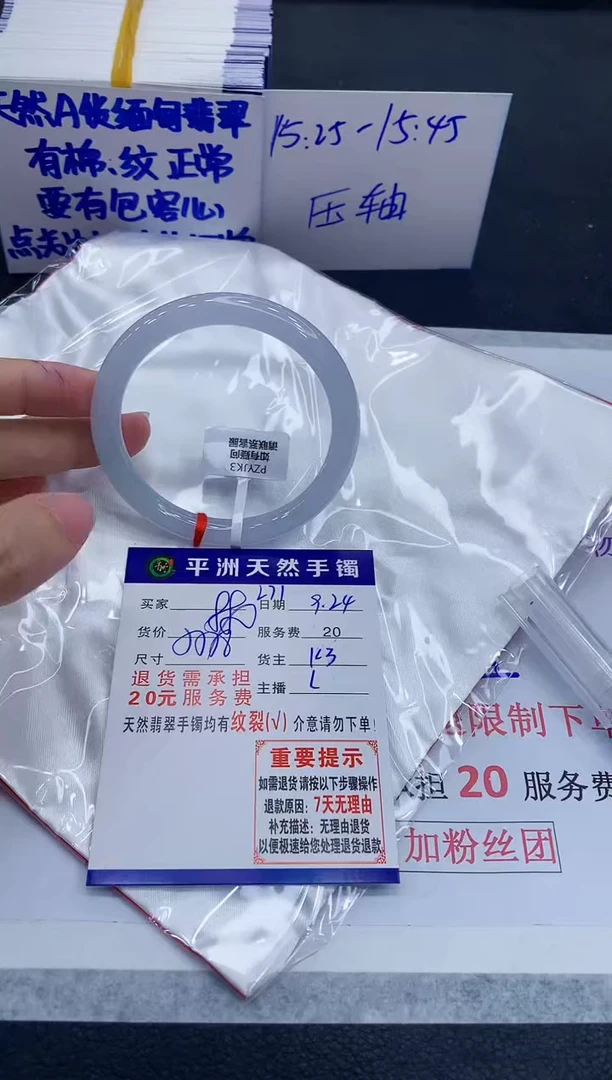 天然A货缅甸翡翠
有棉、纹正常
要有包容心
15:25-15:45
压轴
PZYJK3
如有疑问
请联系客服
平洲天然手镯
买家 日期 9.24
货价 服务费 20
尺寸 货主 K3
退货需承担
20元服务费
主播 L
天然翡翠手镯均有纹裂(√)介意请勿下单!
重要提示
如需退货请按以下步骤操作
退款原因:7天无理由
补充描述:无理由退货
以便极速给您处理退货退款
限制下单
担 20 服务费
加粉丝团